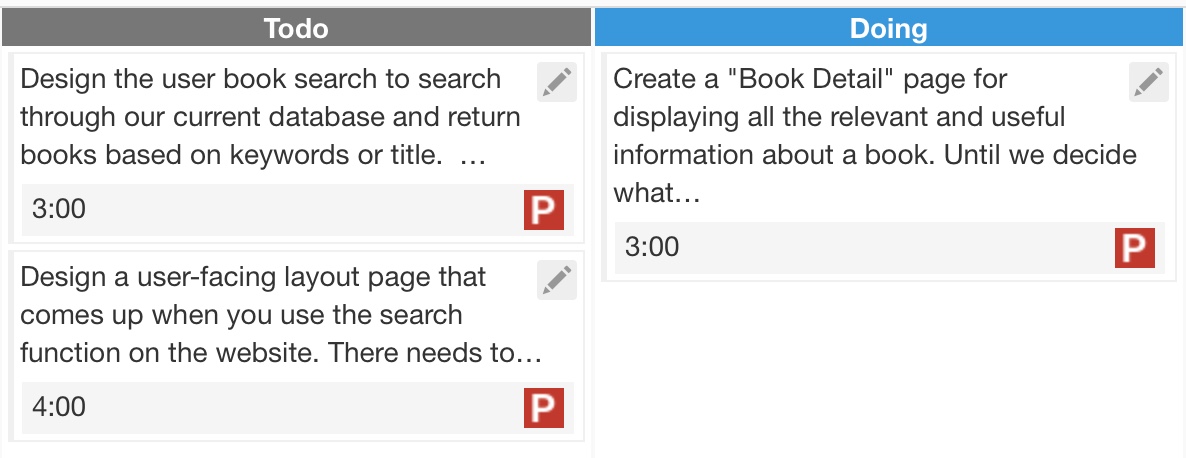 Todo
Design the user book search to search
through our current database and return
books based on keywords or title. …
3:00 P
Design a user-facing layout page that
comes up when you use the search
function on the website. There needs to…
4:00 P
Doing
Create a "Book Detail" page for
displaying all the relevant and useful
information about a book. Until we decide
what…
3:00 P